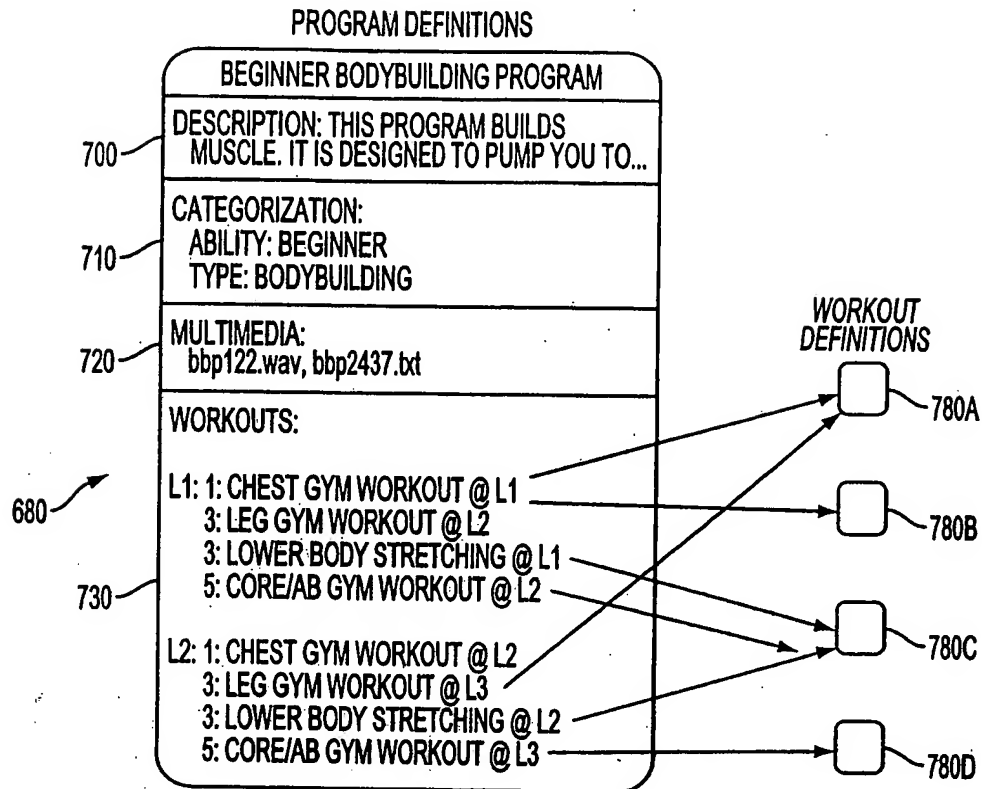 PROGRAM DEFINITIONS
BEGINNER BODYBUILDING PROGRAM
DESCRIPTION: THIS PROGRAM BUILDS
MUSCLE. IT IS DESIGNED TO PUMP YOU TO...
700
CATEGORIZATION:
ABILITY: BEGINNER
TYPE: BODYBUILDING
710
MULTIMEDIA:
bbp122.wav, bbp2437.txt
720
WORKOUTS:
L1: 1: CHEST GYM WORKOUT @ L1
3: LEG GYM WORKOUT @ L2
3: LOWER BODY STRETCHING @ L1
5: CORE/AB GYM WORKOUT @ L2
L2: 1: CHEST GYM WORKOUT @ L2
3: LEG GYM WORKOUT @ L3
3: LOWER BODY STRETCHING @ L2
5: CORE/AB GYM WORKOUT @ L3
680
730
WORKOUT
DEFINITIONS
780A
780B
780C
780D